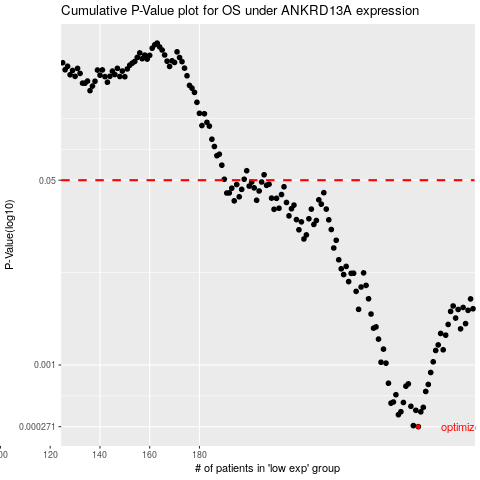 Cumulative P-Value plot for OS under ANKRD13A expression
P-Value(log10)
0.05
0.001
0.000271
optimiz
00 120 140 160 180
# of patients in 'low exp' group